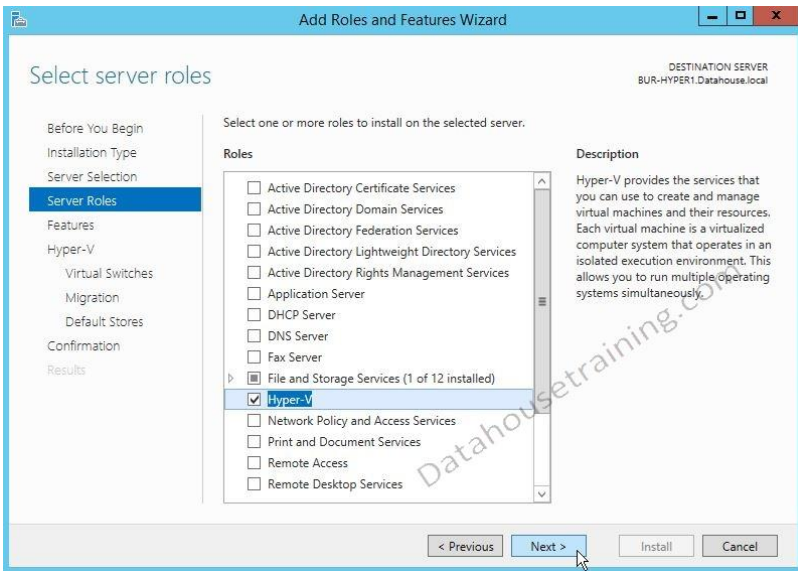 Add Roles and Features Wizard
Select server roles
DESTINATION SERVER
BUR-HYPER1.Datahouse.local
Before You Begin
Installation Type
Server Selection
Server Roles
Features
Hyper-V
Virtual Switches
Migration
Default Stores
Confirmation
Results
Select one or more roles to install on the selected server.
Roles
Active Directory Certificate Services
Active Directory Domain Services
Active Directory Federation Services
Active Directory Lightweight Directory Services
Active Directory Rights Management Services
Application Server
DHCP Server
DNS Server
Fax Server
File and Storage Services (1 of 12 installed)
Hyper-V
Network Policy and Access Services
Print and Document Services
Remote Access
Remote Desktop Services
Description
Hyper-V provides the services that
you can use to create and manage
virtual machines and their resources.
Each virtual machine is a virtualized
computer system that operates in an
isolated execution environment. This
allows you to run multiple operating
systems simultaneously.
Datahousetraining.com
< Previous
Next >
Install
Cancel